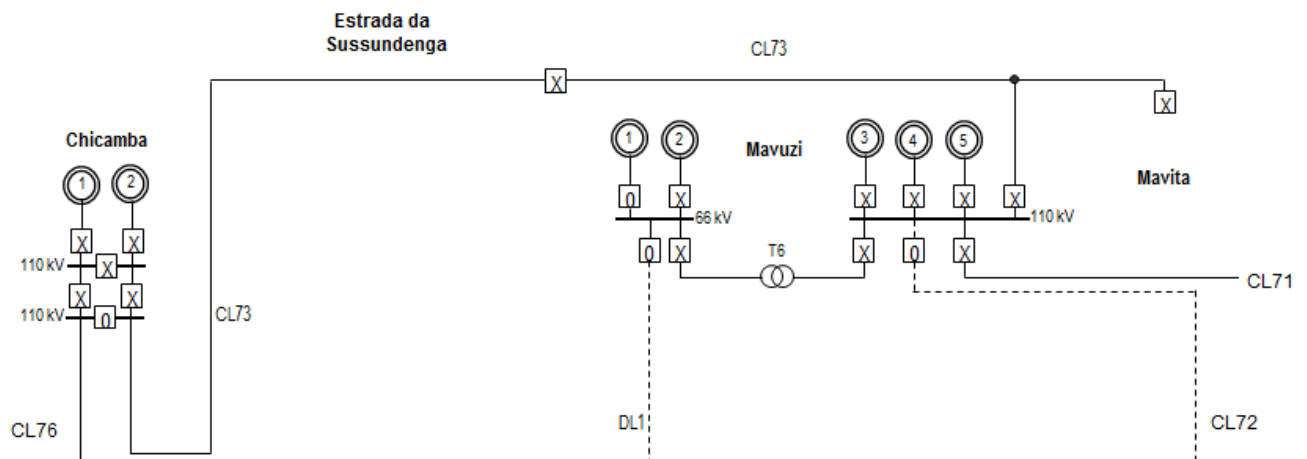 Estrada da
Sussundenga
CL73
X
X
Chicamba
1
2
1
2
Mavuzi
3
4
5
Mavita
0
X
X
X
X
X
66 kV
110 kV
X
X
110 kV
X
0
X
T6
X
0
X
X
X
CL71
110 kV
0
CL73
CL76
DL1
CL72